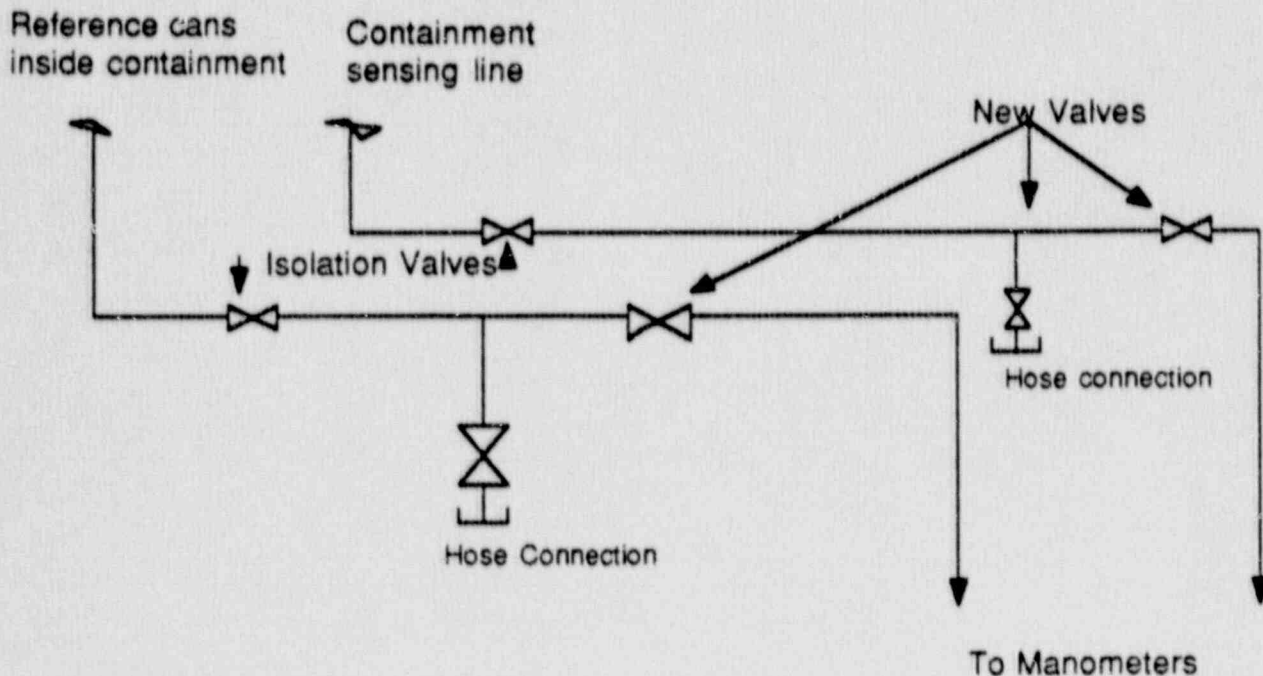 Reference cans
inside containment
Containment
sensing line
New Valves
Isolation Valves
Hose connection
Hose Connection
To Manometers